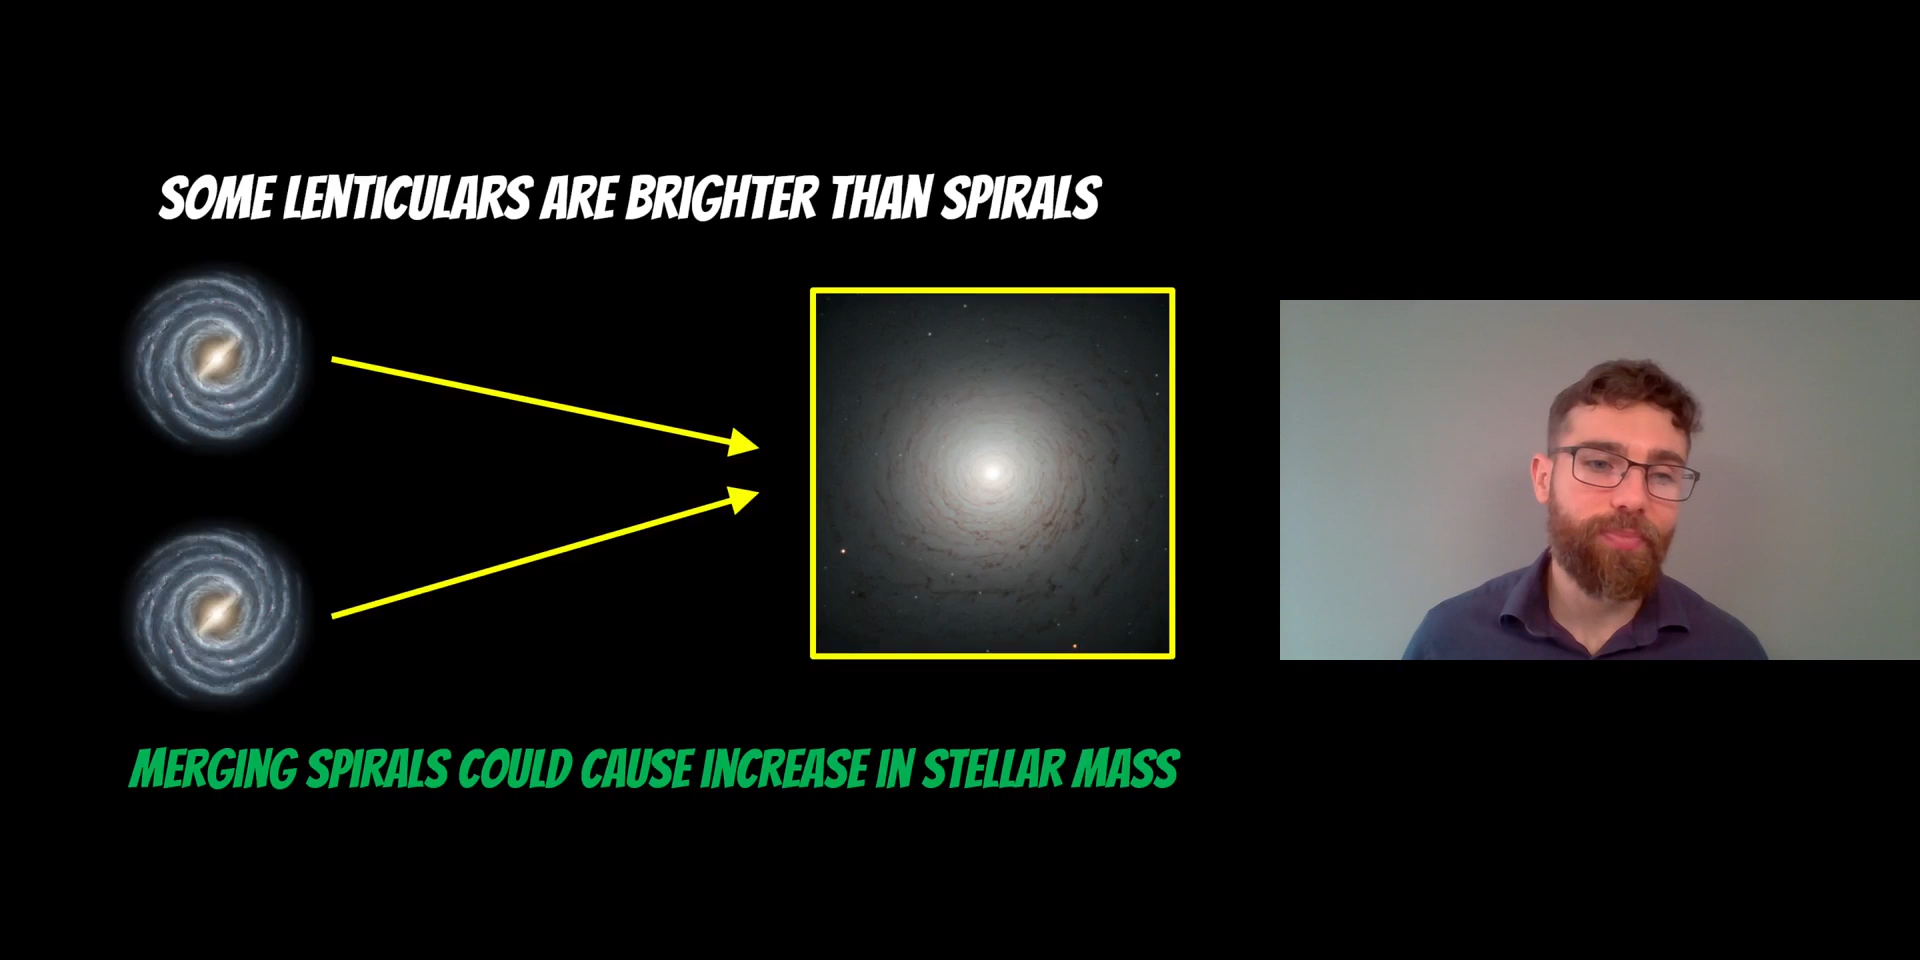 SOME LENTICULARS ARE BRIGHTER THAN SPIRALS
MERGING SPIRALS COULD CAUSE INCREASE IN STELLAR MASS